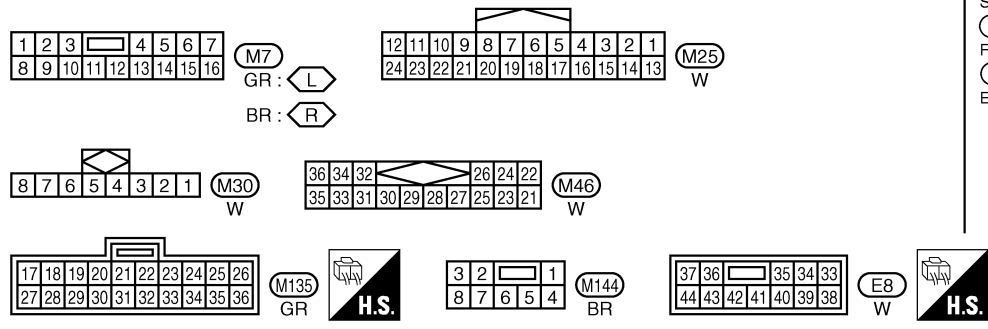 1 2 3 4 5 6 7
8 9 10 11 12 13 14 15 16
M7
GR : L
BR : R
12 11 10 9 8 7 6 5 4 3 2 1
24 23 22 21 20 19 18 17 16 15 14 13
M25
W
8 7 6 5 4 3 2 1
M30
W
36 34 32 26 24 22
35 33 31 30 29 28 27 25 23 21
M46
W
17 18 19 20 21 22 23 24 25 26
27 28 29 30 31 32 33 34 35 36
M135
GR
H.S.
3 2 1
8 7 6 5 4
M144
BR
37 36 35 34 33
44 43 42 41 40 39 38
E8
W
H.S.